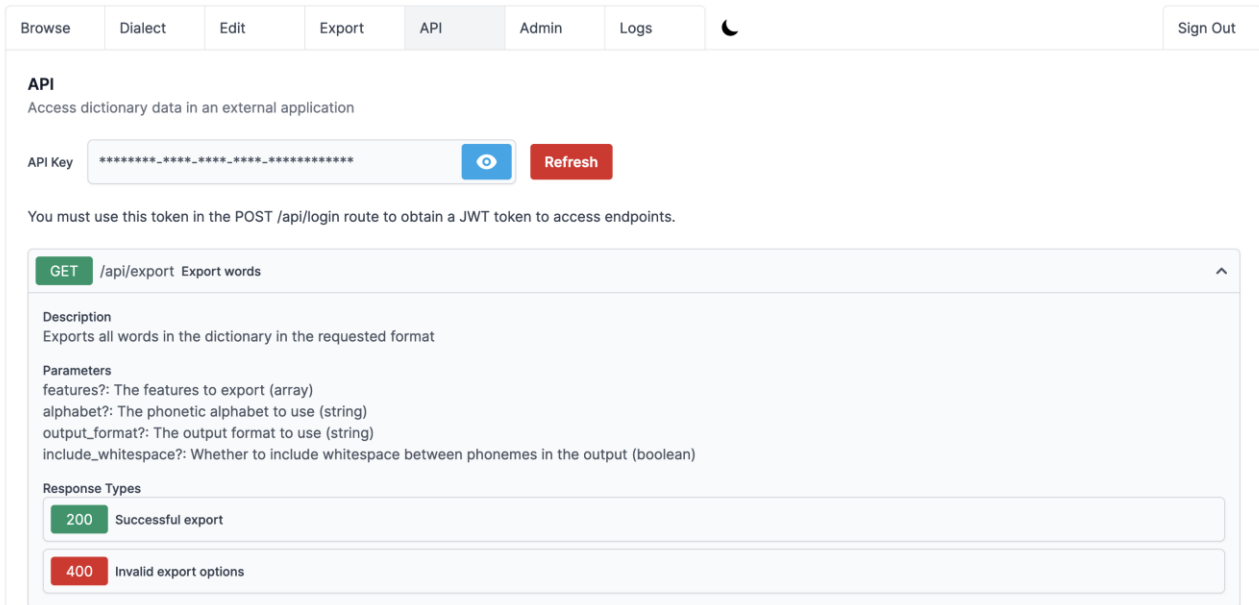 Browse Dialect Edit Export API Admin Logs Sign Out
API
Access dictionary data in an external application
API Key ********-****-****-****-************ Refresh
You must use this token in the POST /api/login route to obtain a JWT token to access endpoints.
GET /api/export Export words
Description
Exports all words in the dictionary in the requested format
Parameters
features?: The features to export (array)
alphabet?: The phonetic alphabet to use (string)
output_format?: The output format to use (string)
include_whitespace?: Whether to include whitespace between phonemes in the output (boolean)
Response Types
200 Successful export
400 Invalid export options